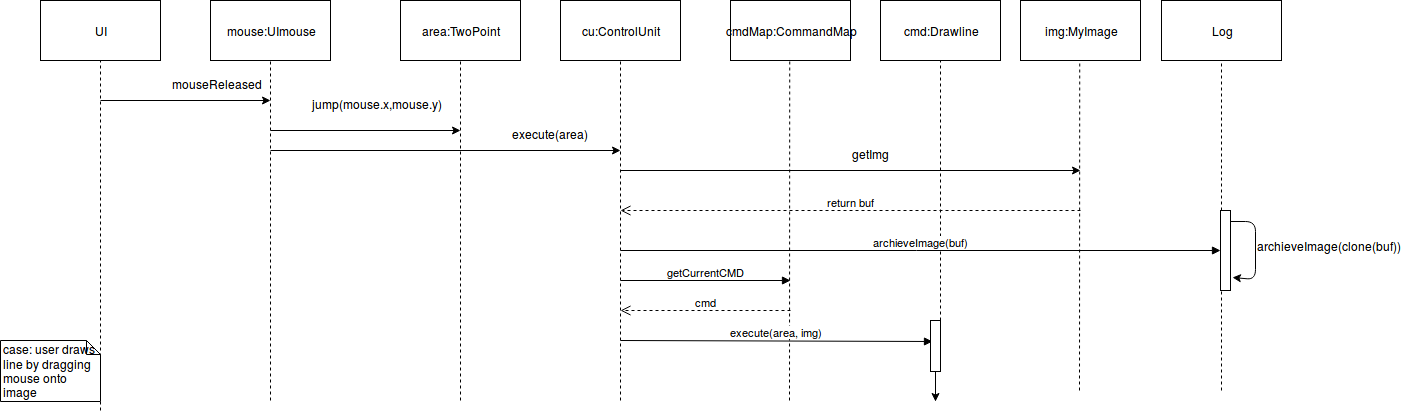 UI
mouse:UImouse
area:TwoPoint
cu:ControlUnit
cmdMap:CommandMap
cmd:Drawline
img:MyImage
Log
mouseReleased
jump(mouse.x,mouse.y)
execute(area)
getImg
return buf
archieveImage(buf)
archieveImage(clone(buf))
getCurrentCMD
cmd
execute(area, img)
case: user draws
line by dragging
mouse onto
image